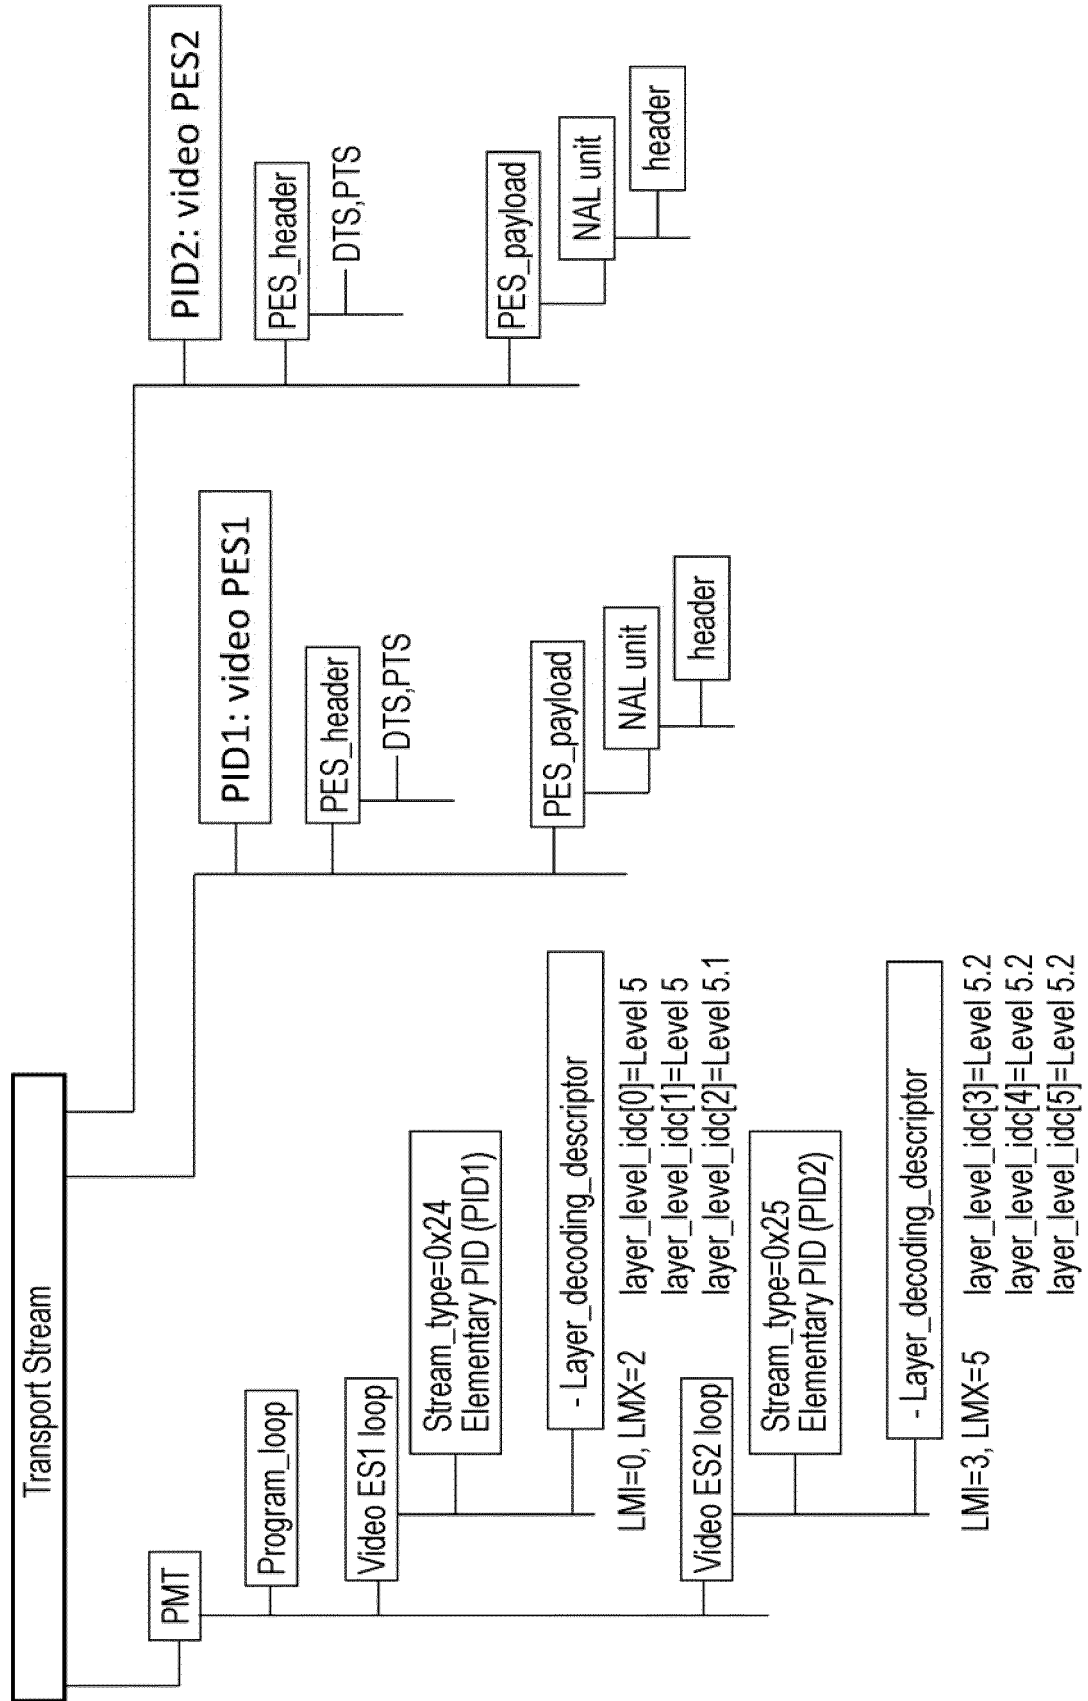 Transport Stream
PMT
Program_loop
Video ES1 loop
Stream_type=0x24
Elementary PID (PID1)
- Layer_decoding_descriptor
LMI=0, LMX=2
layer_level_idc[0]=Level 5
layer_level_idc[1]=Level 5
layer_level_idc[2]=Level 5.1
Video ES2 loop
Stream_type=0x25
Elementary PID (PID2)
- Layer_decoding_descriptor
LMI=3, LMX=5
layer_level_idc[3]=Level 5.2
layer_level_idc[4]=Level 5.2
layer_level_idc[5]=Level 5.2
PID1: video PES1
PES_header
DTS,PTS
PES_payload
NAL unit
header
PID2: video PES2
PES_header
DTS,PTS
PES_payload
NAL unit
header